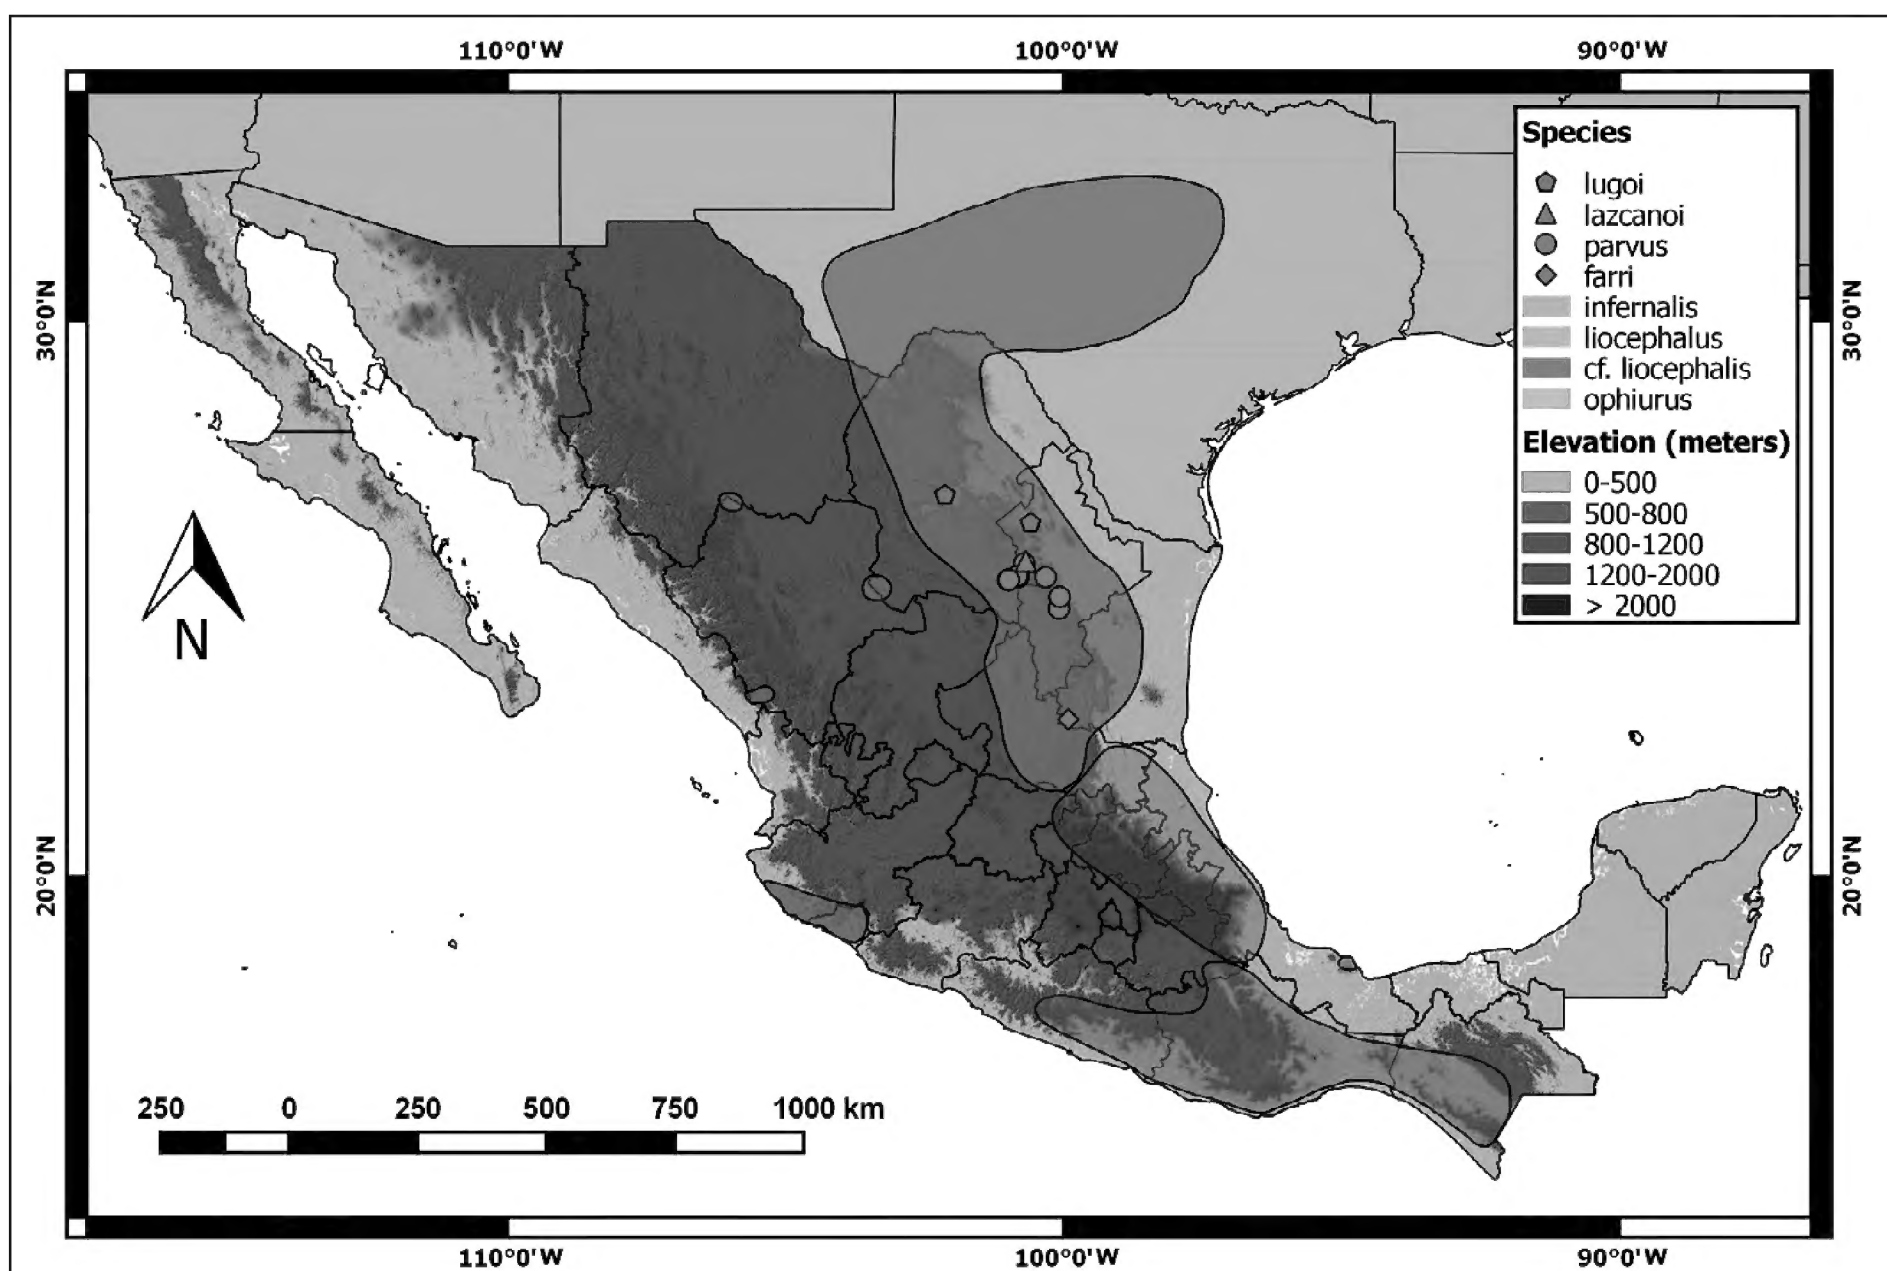 110°0'W 100°0'W 90°0'W
Species
lugoi
lazcanoi
parvus
farri
infernalis
liocephalus
cf. liocephalis
ophiurus
Elevation (meters)
0-500
500-800
800-1200
1200-2000
> 2000
30°0'N 30°0'N
N
20°0'N 20°0'N
250 0 250 500 750 1000 km
110°0'W 100°0'W 90°0'W